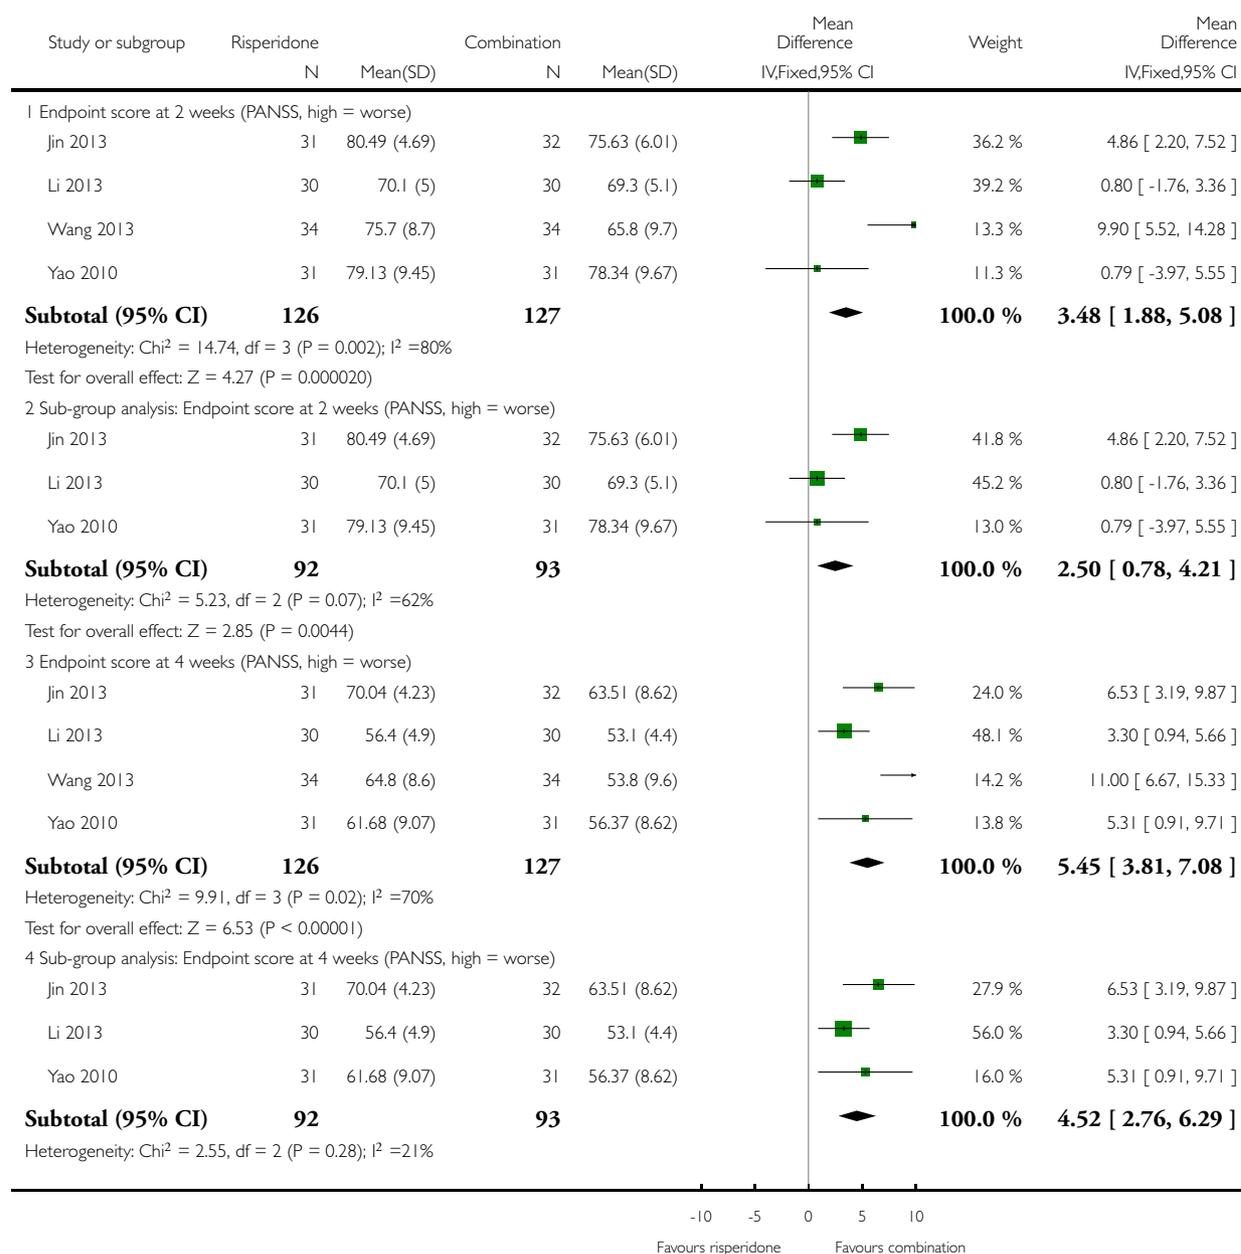 Mean Mean
Study or subgroup Risperidone Combination Difference Weight Difference
N Mean(SD) N Mean(SD) IV,Fixed,95% CI IV,Fixed,95% CI
1 Endpoint score at 2 weeks (PANSS, high = worse)
Jin 2013 31 80.49 (4.69) 32 75.63 (6.01) 36.2 % 4.86 [ 2.20, 7.52 ]
Li 2013 30 70.1 (5) 30 69.3 (5.1) 39.2 % 0.80 [ -1.76, 3.36 ]
Wang 2013 34 75.7 (8.7) 34 65.8 (9.7) 13.3 % 9.90 [ 5.52, 14.28 ]
Yao 2010 31 79.13 (9.45) 31 78.34 (9.67) 11.3 % 0.79 [ -3.97, 5.55 ]
Subtotal (95% CI) 126 127 100.0 % 3.48 [ 1.88, 5.08 ]
Heterogeneity: Chi² = 14.74, df = 3 (P = 0.002); I² =80%
Test for overall effect: Z = 4.27 (P = 0.000020)
2 Sub-group analysis: Endpoint score at 2 weeks (PANSS, high = worse)
Jin 2013 31 80.49 (4.69) 32 75.63 (6.01) 41.8 % 4.86 [ 2.20, 7.52 ]
Li 2013 30 70.1 (5) 30 69.3 (5.1) 45.2 % 0.80 [ -1.76, 3.36 ]
Yao 2010 31 79.13 (9.45) 31 78.34 (9.67) 13.0 % 0.79 [ -3.97, 5.55 ]
Subtotal (95% CI) 92 93 100.0 % 2.50 [ 0.78, 4.21 ]
Heterogeneity: Chi² = 5.23, df = 2 (P = 0.07); I² =62%
Test for overall effect: Z = 2.85 (P = 0.0044)
3 Endpoint score at 4 weeks (PANSS, high = worse)
Jin 2013 31 70.04 (4.23) 32 63.51 (8.62) 24.0 % 6.53 [ 3.19, 9.87 ]
Li 2013 30 56.4 (4.9) 30 53.1 (4.4) 48.1 % 3.30 [ 0.94, 5.66 ]
Wang 2013 34 64.8 (8.6) 34 53.8 (9.6) 14.2 % 11.00 [ 6.67, 15.33 ]
Yao 2010 31 61.68 (9.07) 31 56.37 (8.62) 13.8 % 5.31 [ 0.91, 9.71 ]
Subtotal (95% CI) 126 127 100.0 % 5.45 [ 3.81, 7.08 ]
Heterogeneity: Chi² = 9.91, df = 3 (P = 0.02); I² =70%
Test for overall effect: Z = 6.53 (P < 0.00001)
4 Sub-group analysis: Endpoint score at 4 weeks (PANSS, high = worse)
Jin 2013 31 70.04 (4.23) 32 63.51 (8.62) 27.9 % 6.53 [ 3.19, 9.87 ]
Li 2013 30 56.4 (4.9) 30 53.1 (4.4) 56.0 % 3.30 [ 0.94, 5.66 ]
Yao 2010 31 61.68 (9.07) 31 56.37 (8.62) 16.0 % 5.31 [ 0.91, 9.71 ]
Subtotal (95% CI) 92 93 100.0 % 4.52 [ 2.76, 6.29 ]
Heterogeneity: Chi² = 2.55, df = 2 (P = 0.28); I² =21%
-10 -5 0 5 10
Favours risperidone Favours combination